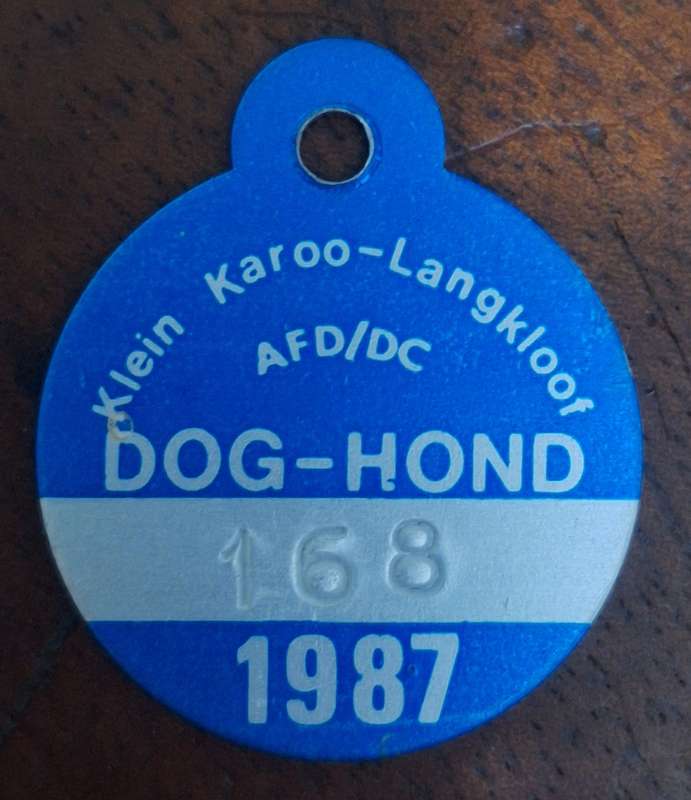 Klein Karoo-Langkloof
AFD/DC
DOG-HOND
168
1987